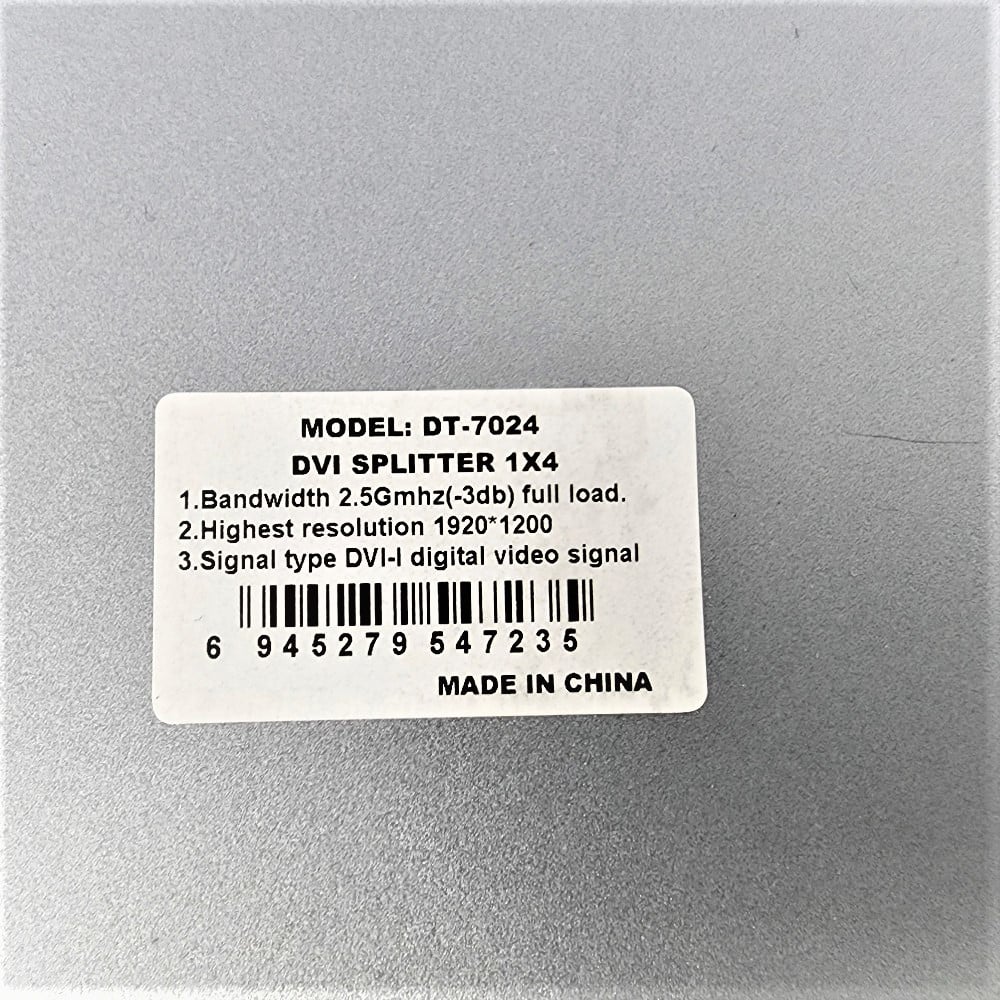 MODEL: DT-7024
DVI SPLITTER 1X4
1.Bandwidth 2.5Gmhz(-3db) full load.
2.Highest resolution 1920*1200
3.Signal type DVI-I digital video signal
6 945279 547235
MADE IN CHINA